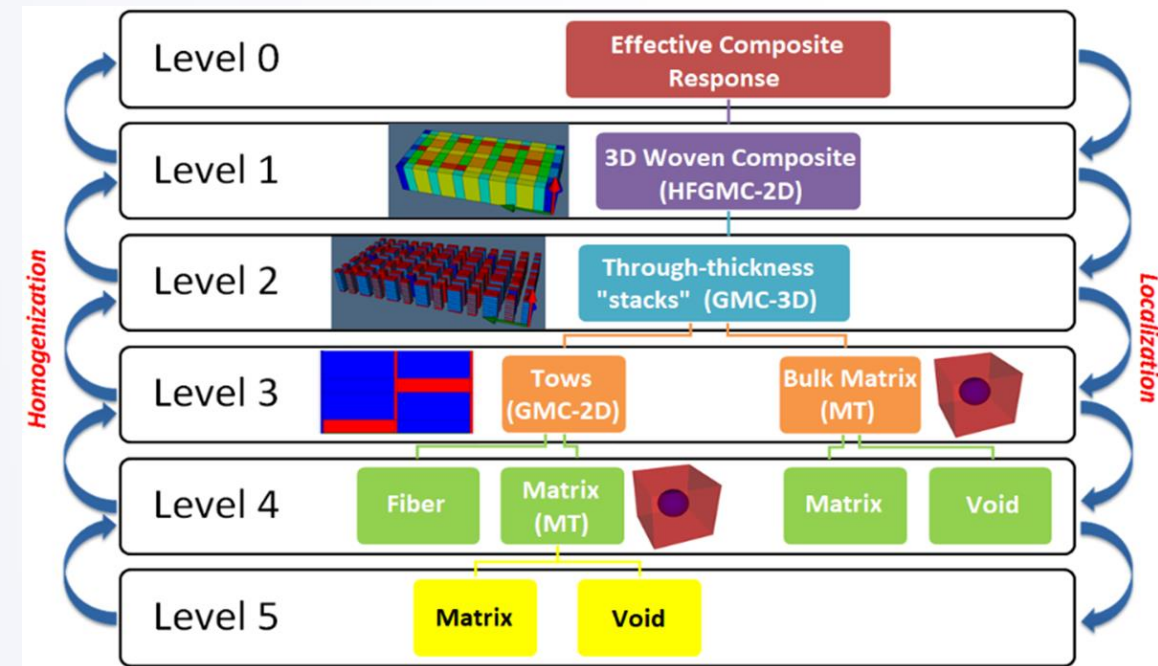 Level 0
Effective Composite
Response
Level 1
3D Woven Composite
(HFGMC-2D)
Level 2
Through-thickness
"stacks" (GMC-3D)
Homogenization
Localization
Level 3
Tows
(GMC-2D)
Bulk Matrix
(MT)
Level 4
Fiber
Matrix
(MT)
Matrix
Void
Level 5
Matrix
Void